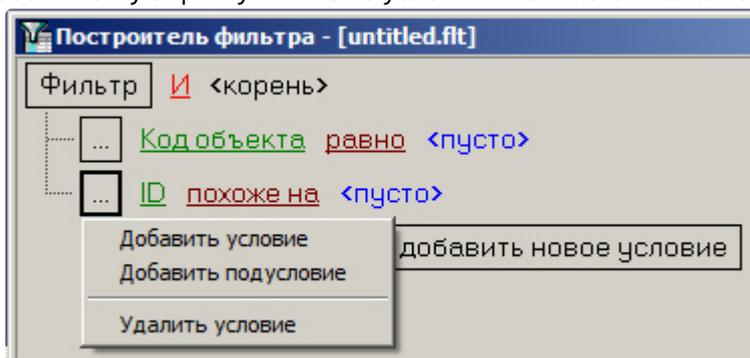 Построитель фильтра - [untitled.flt]
Фильтр И <корень>
... Код объекта равно <пусто>
... ID похоже на <пусто>
Добавить условие
добавить новое условие
Добавить подусловие
Удалить условие